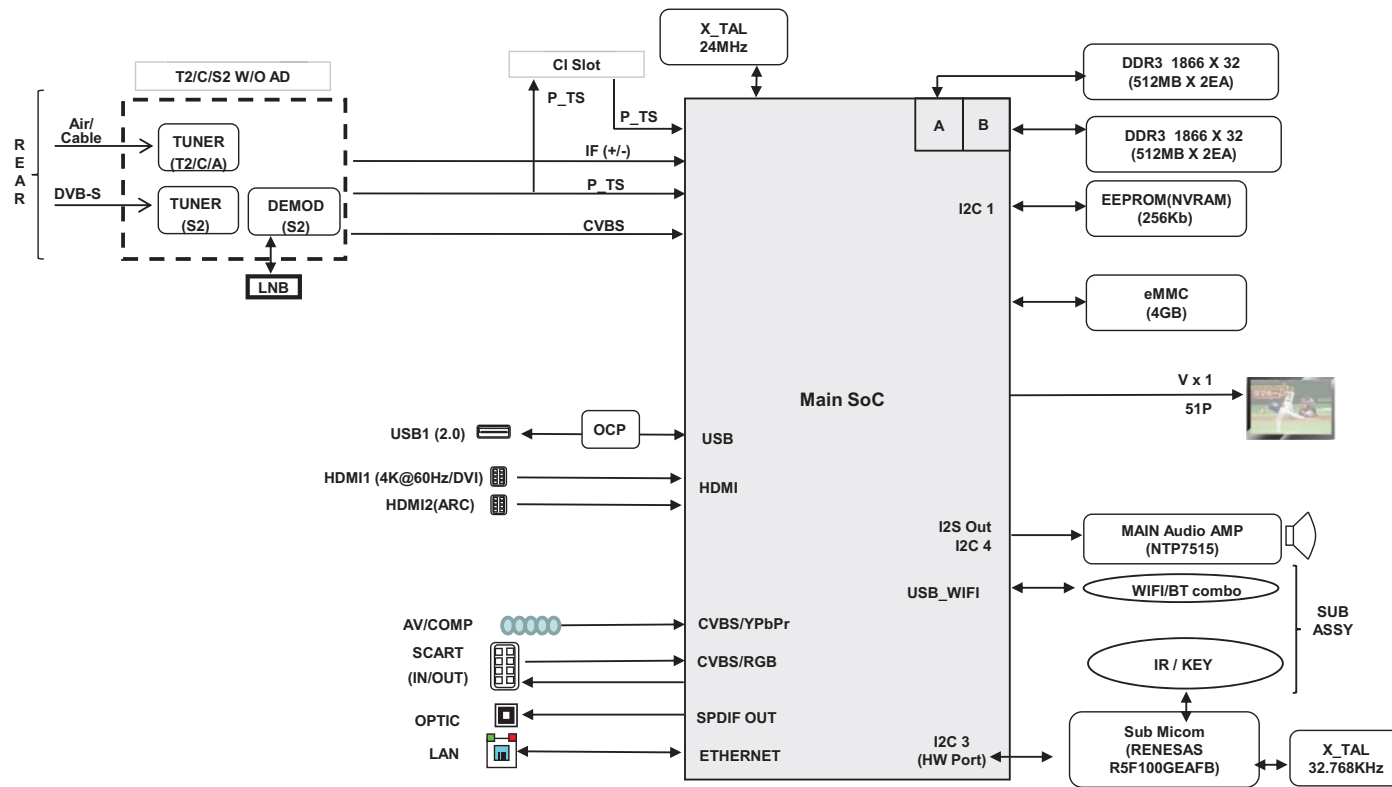 X_TAL
24MHz
CI Slot
T2/C/S2 W/O AD
P_TS
P_TS
R
E
A
R
Air/
Cable
TUNER
(T2/C/A)
DVB-S
TUNER
(S2)
DEMOD
(S2)
LNB
IF (+/-)
P_TS
CVBS
A
B
DDR3 1866 X 32
(512MB X 2EA)
DDR3 1866 X 32
(512MB X 2EA)
I2C 1
EEPROM(NVRAM)
(256Kb)
eMMC
(4GB)
Main SoC
V x 1
51P
USB1 (2.0)
OCP
USB
HDMI1 (4K@60Hz/DVI)
HDMI
HDMI2(ARC)
I2S Out
I2C 4
MAIN Audio AMP
(NTP7515)
USB_WIFI
WIFI/BT combo
SUB
ASSY
IR / KEY
AV/COMP
CVBS/YPbPr
SCART
(IN/OUT)
CVBS/RGB
OPTIC
SPDIF OUT
LAN
ETHERNET
I2C 3
(HW Port)
Sub Micom
(RENESAS
R5F100GEAFB)
X_TAL
32.768KHz